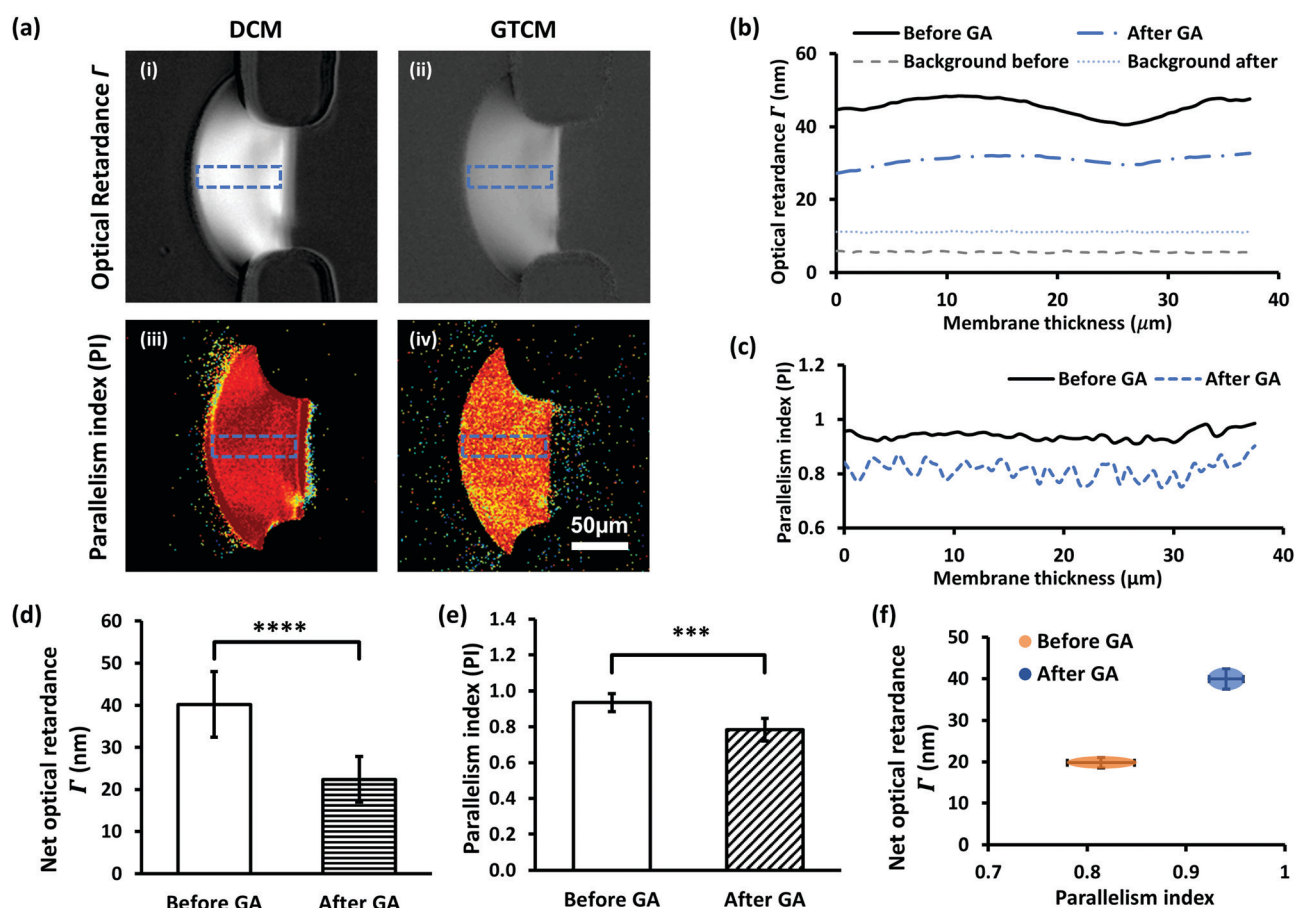 (a)
DCM
GTCM
Optical Retardance Γ
(i)
(ii)
Parallelism index (PI)
(iii)
(iv)
50μm
(b)
Before GA
After GA
Background before
Background after
Optical retardance Γ (nm)
60
40
20
0
0 10 20 30 40
Membrane thickness (μm)
(c)
Before GA
After GA
Parallelism index (PI)
1.2
1
0.8
0.6
0 10 20 30 40
Membrane thickness (μm)
(d)
Net optical retardance
Γ (nm)
60
50
40
30
20
10
0
****
Before GA
After GA
(e)
Parallelism index (PI)
1.4
1.2
1.0
0.8
0.6
0.4
0.2
0.0
***
Before GA
After GA
(f)
Before GA
After GA
Net optical retardance
Γ (nm)
50
40
30
20
10
0
0.7 0.8 0.9 1
Parallelism index